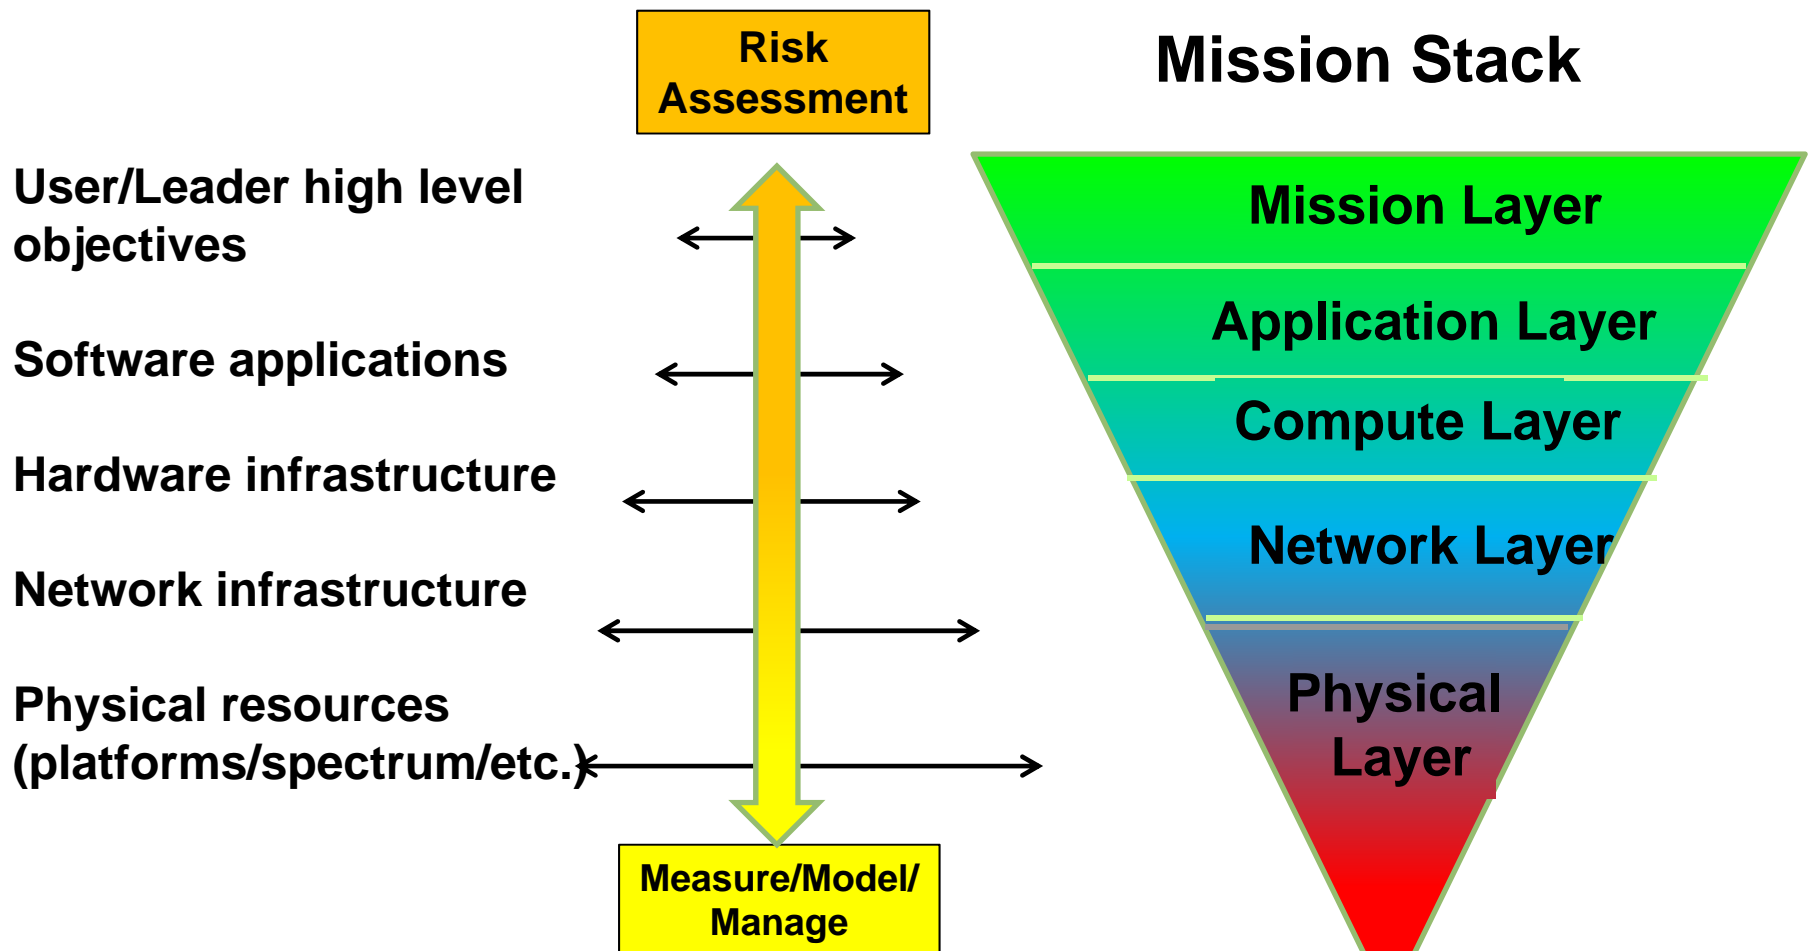 Risk
Assessment
Mission Stack
User/Leader high level
objectives
Software applications
Hardware infrastructure
Network infrastructure
Physical resources
(platforms/spectrum/etc.)
Mission Layer
Application Layer
Compute Layer
Network Layer
Physical
Layer
Measure/Model/
Manage